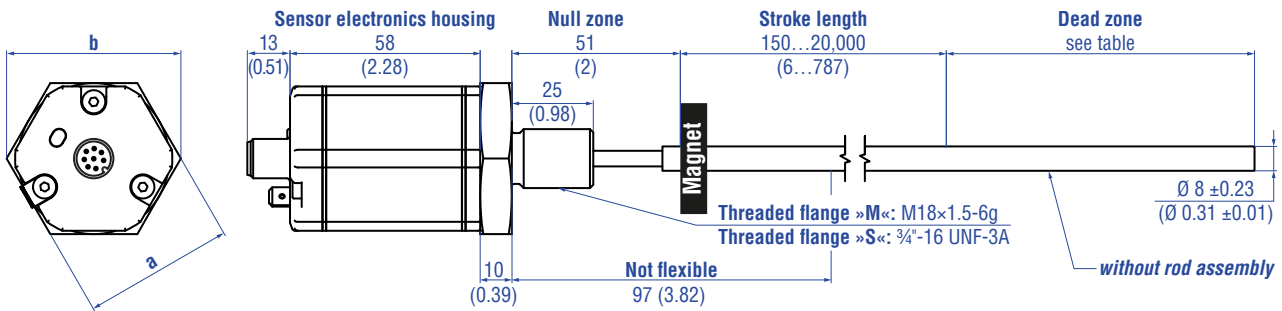 Sensor electronics housing
Null zone
Stroke length
Dead zone
b
13
(0.51)
58
(2.28)
51
(2)
150…20,000
(6…787)
see table
25
(0.98)
Magnet
Ø 8 ±0.23
(Ø 0.31 ±0.01)
Threaded flange »M«: M18×1.5-6g
Threaded flange »S«: ¾"-16 UNF-3A
a
10
(0.39)
Not flexible
97 (3.82)
without rod assembly